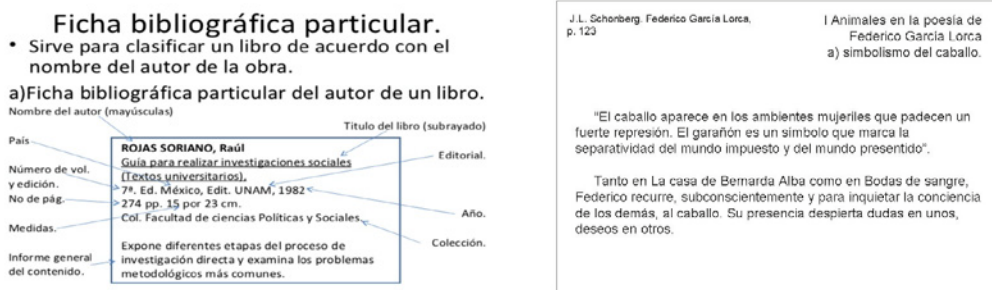 Ficha bibliográfica particular.
• Sirve para clasificar un libro de acuerdo con el
nombre del autor de la obra.
a)Ficha bibliográfica particular del autor de un libro.
Nombre del autor (mayúsculas)
Titulo del libro (subrayado)
País
Número de vol.
y edición.
No de pág.
Medidas.
Informe general
del contenido.
ROJAS SORIANO, Raúl
Guía para realizar investigaciones sociales
(Textos universitarios),
7ª. Ed. México, Edit. UNAM, 1982
274 pp. 15 por 23 cm.
Col. Facultad de ciencias Políticas y Sociales
Expone diferentes etapas del proceso de
investigación directa y examina los problemas
metodológicos más comunes.
Editorial.
Año.
Colección.
J.L. Schonberg. Federico García Lorca,
p. 123
I Animales en la poesía de
Federico García Lorca
a) simbolismo del caballo.
"El caballo aparece en los ambientes mujeriles que padecen un
fuerte represión. El garañón es un símbolo que marca la
separatividad del mundo impuesto y del mundo presentido".
Tanto en La casa de Bernarda Alba como en Bodas de sangre,
Federico recurre, subconscientemente y para inquietar la conciencia
de los demás, al caballo. Su presencia despierta dudas en unos,
deseos en otros.